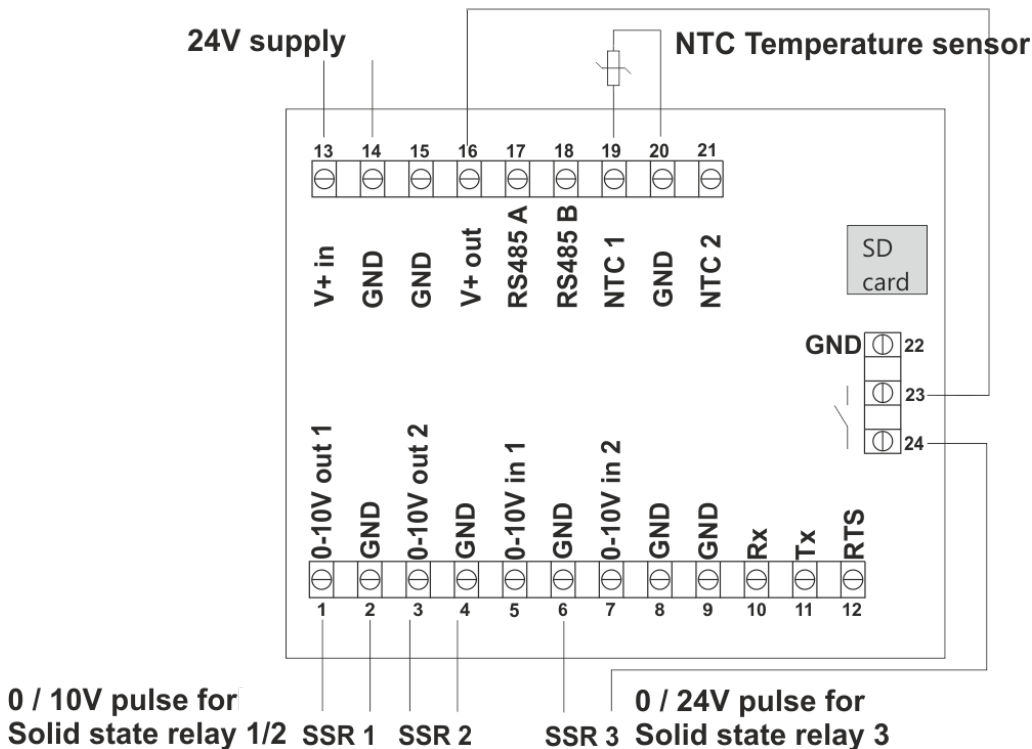 24V supply
NTC Temperature sensor
13 14 15 16 17 18 19 20 21
V+ in
GND
GND
V+ out
RS485 A
RS485 B
NTC 1
GND
NTC 2
SD
card
GND 22
23
24
0-10V out 1
GND
0-10V out 2
GND
0-10V in 1
GND
0-10V in 2
GND
GND
Rx
Tx
RTS
1 2 3 4 5 6 7 8 9 10 11 12
0 / 10V pulse for
Solid state relay 1/2
SSR 1
SSR 2
SSR 3
0 / 24V pulse for
Solid state relay 3